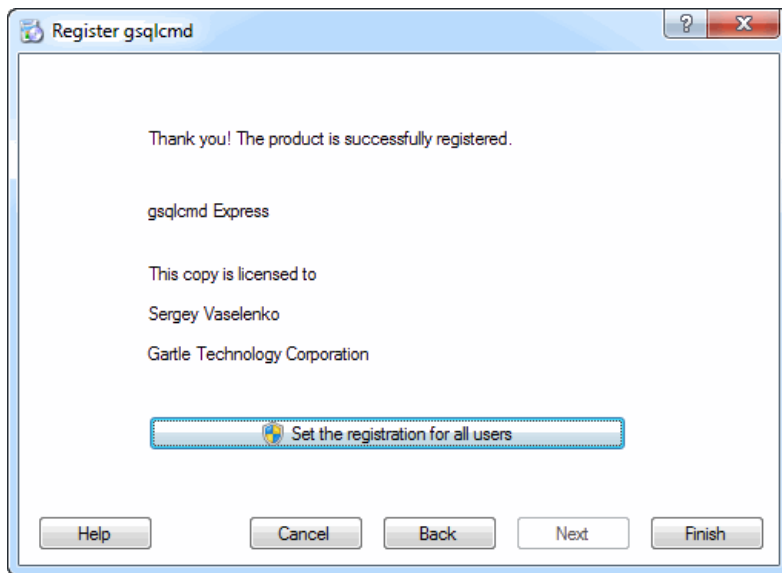 Register gsqlcmd
Thank you! The product is successfully registered.
gsqlcmd Express
This copy is licensed to
Sergey Vaselenko
Gartle Technology Corporation
Set the registration for all users
Help Cancel Back Next Finish